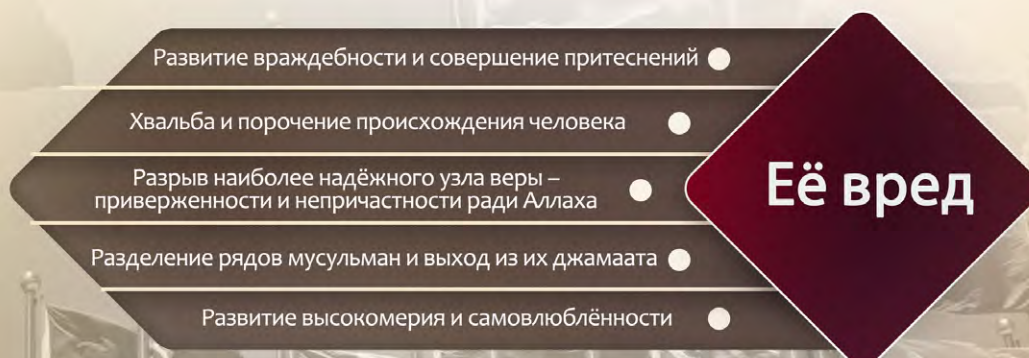 Развитие враждебности и совершение притеснений
Хвальба и порочение происхождения человека
Разрыв наиболее надёжного узла веры –
приверженности и непричастности ради Аллаха
Разделение рядов мусульман и выход из их джамаата
Развитие высокомерия и самовлюблённости
Её вред